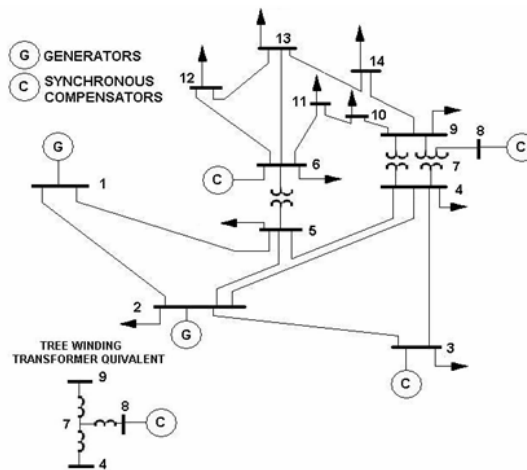 G GENERATORS
C SYNCHRONOUS
COMPENSATORS
13
14
12
11
10
9
8
C
7
G
C
6
1
4
5
2
G
3
C
TREE WINDING
TRANSFORMER QUIVALENT
9
8
7
C
4